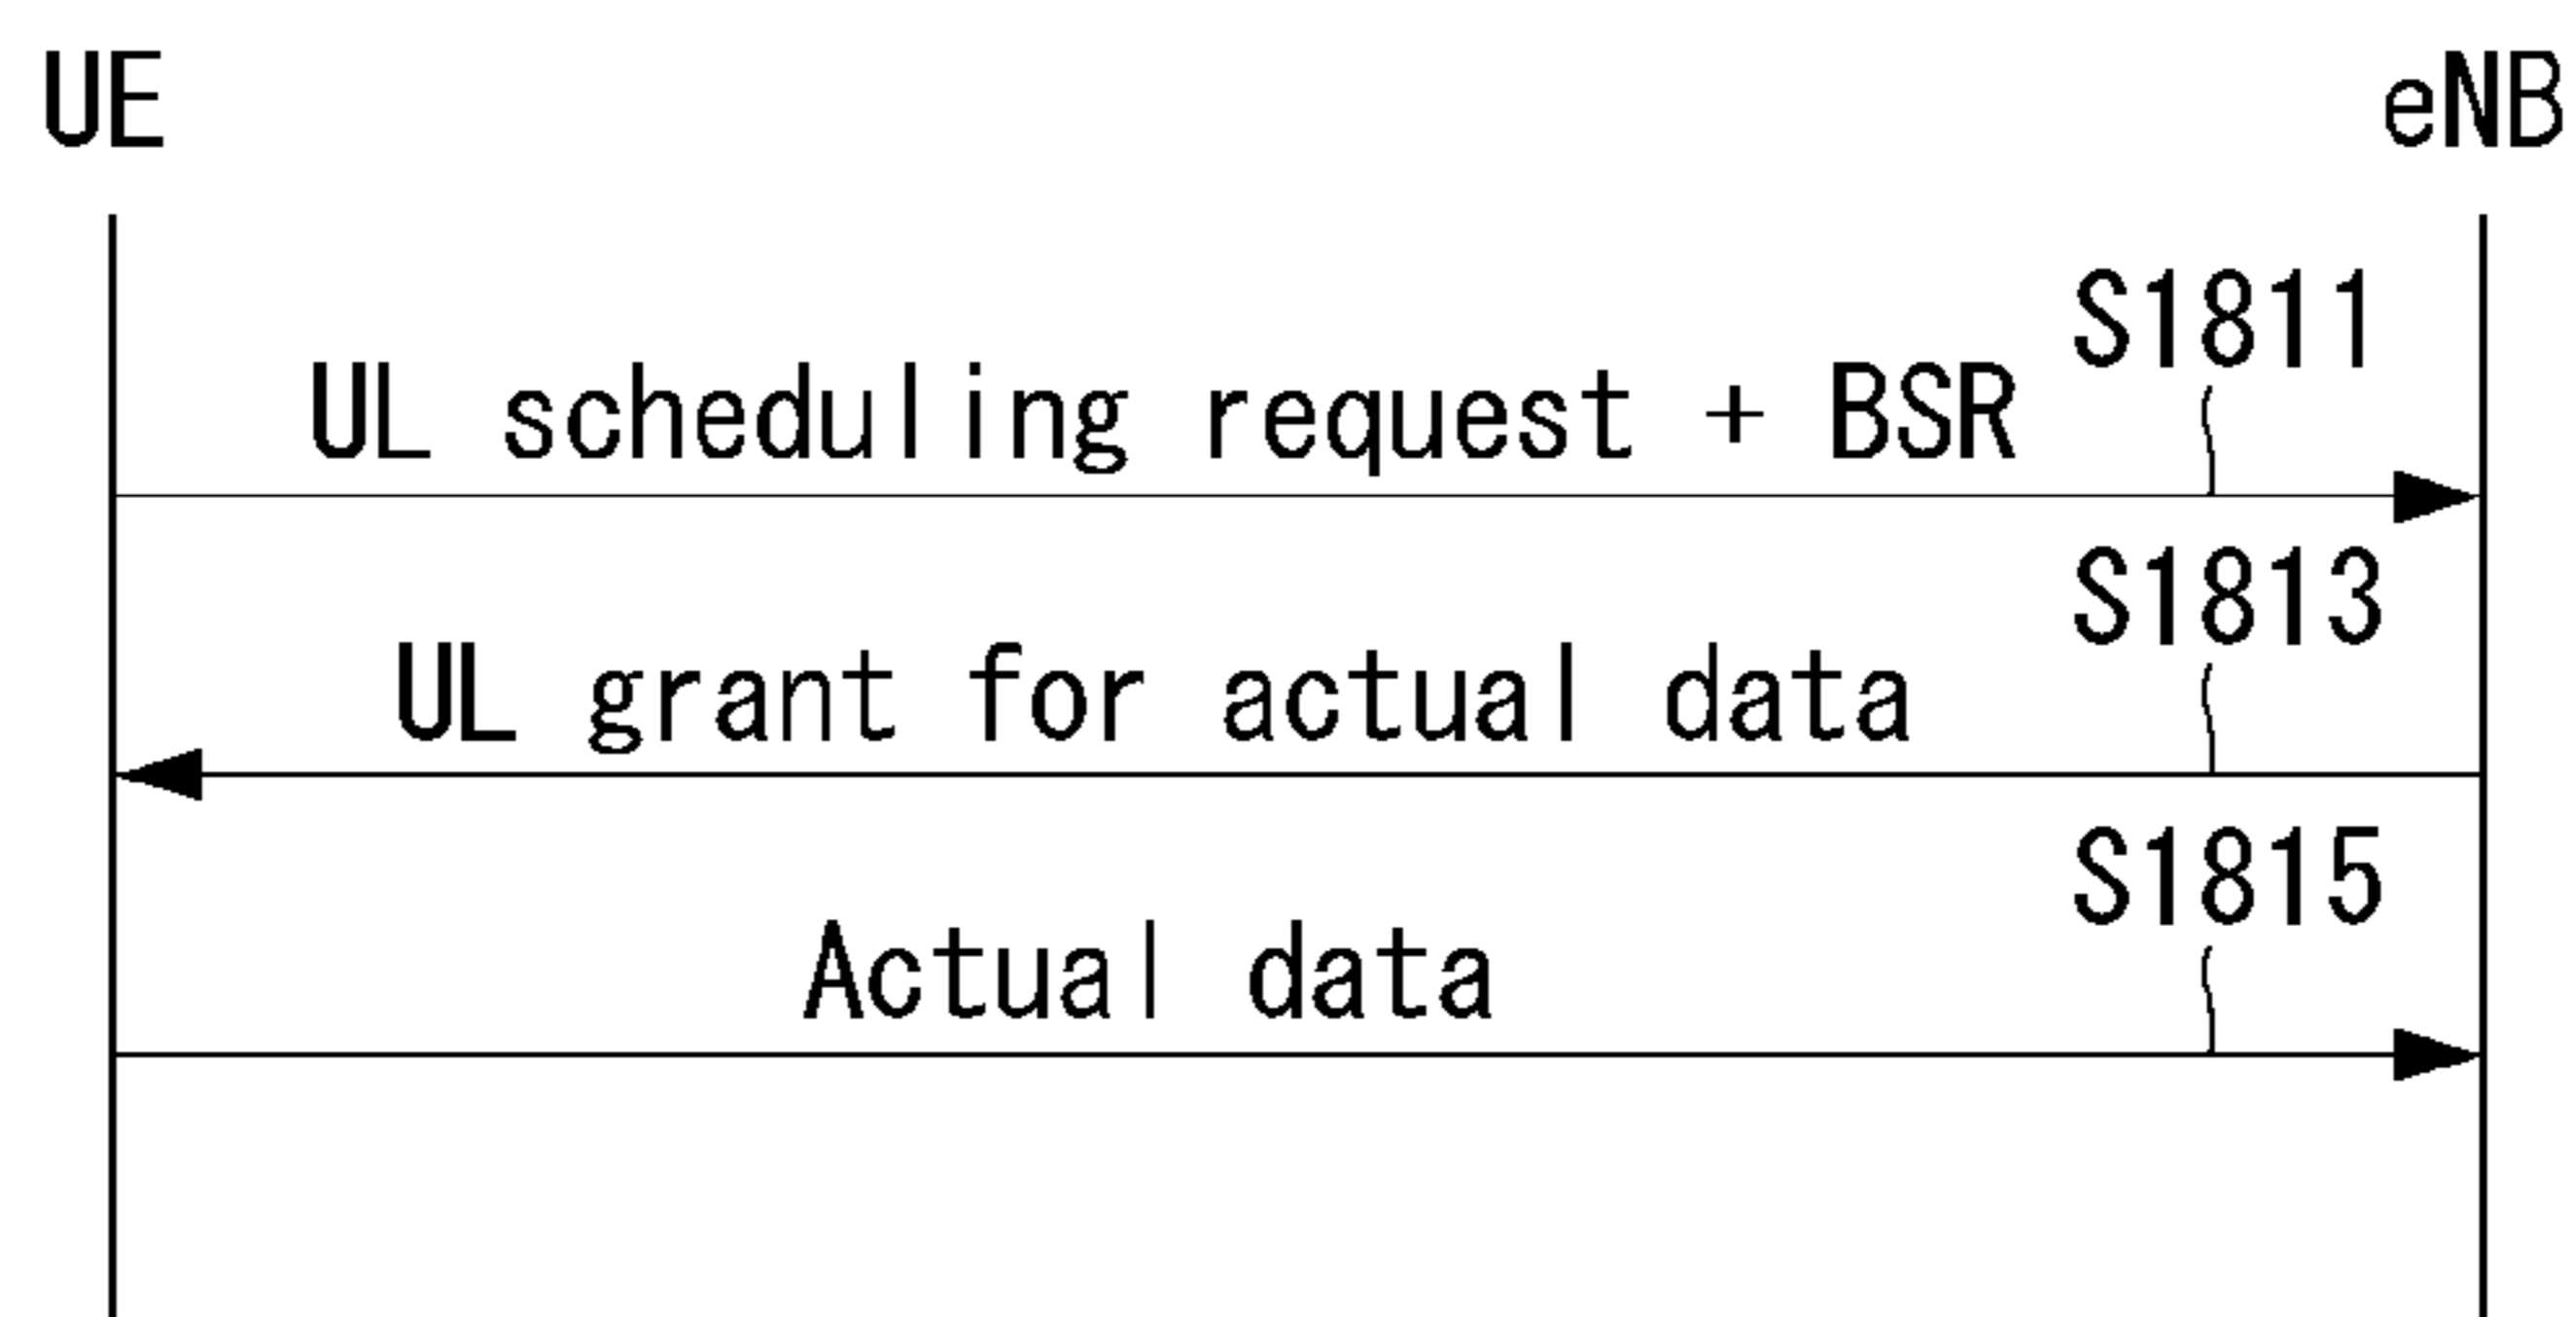 UE eNB
S1811
UL scheduling request + BSR
S1813
UL grant for actual data
S1815
Actual data